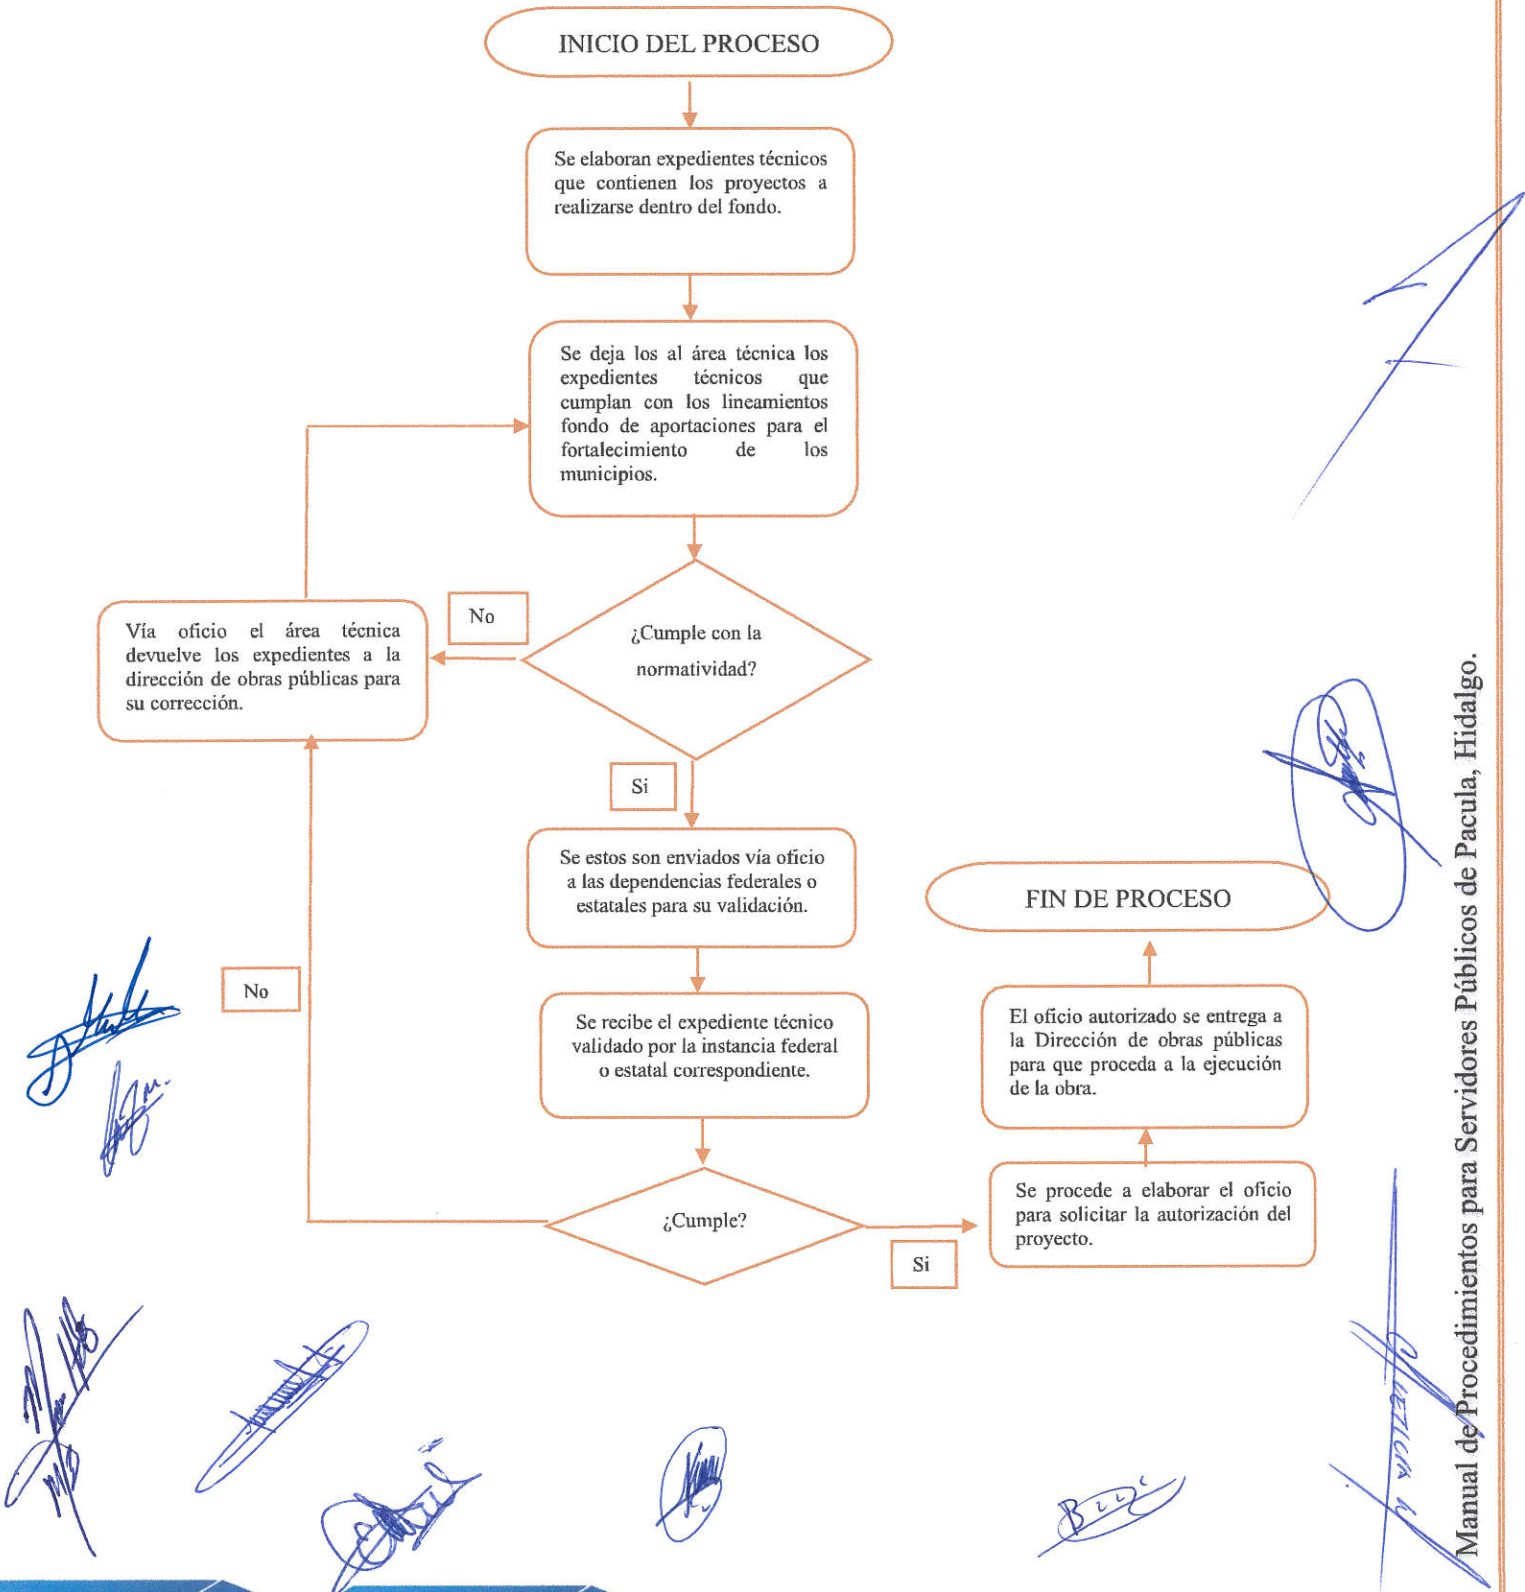 INICIO DEL PROCESO
Se elaboran expedientes técnicos
que contienen los proyectos a
realizarse dentro del fondo.
Se deja los al área técnica los
expedientes técnicos que
cumplan con los lineamientos
fondo de aportaciones para el
fortalecimiento de los
municipios.
¿Cumple con la
normatividad?
No
Vía oficio el área técnica
devuelve los expedientes a la
dirección de obras públicas para
su corrección.
Si
Se estos son enviados vía oficio
a las dependencias federales o
estatales para su validación.
Se recibe el expediente técnico
validado por la instancia federal
o estatal correspondiente.
¿Cumple?
No
Si
Se procede a elaborar el oficio
para solicitar la autorización del
proyecto.
El oficio autorizado se entrega a
la Dirección de obras públicas
para que proceda a la ejecución
de la obra.
FIN DE PROCESO
Manual de Procedimientos para Servidores Públicos de Pacula, Hidalgo.